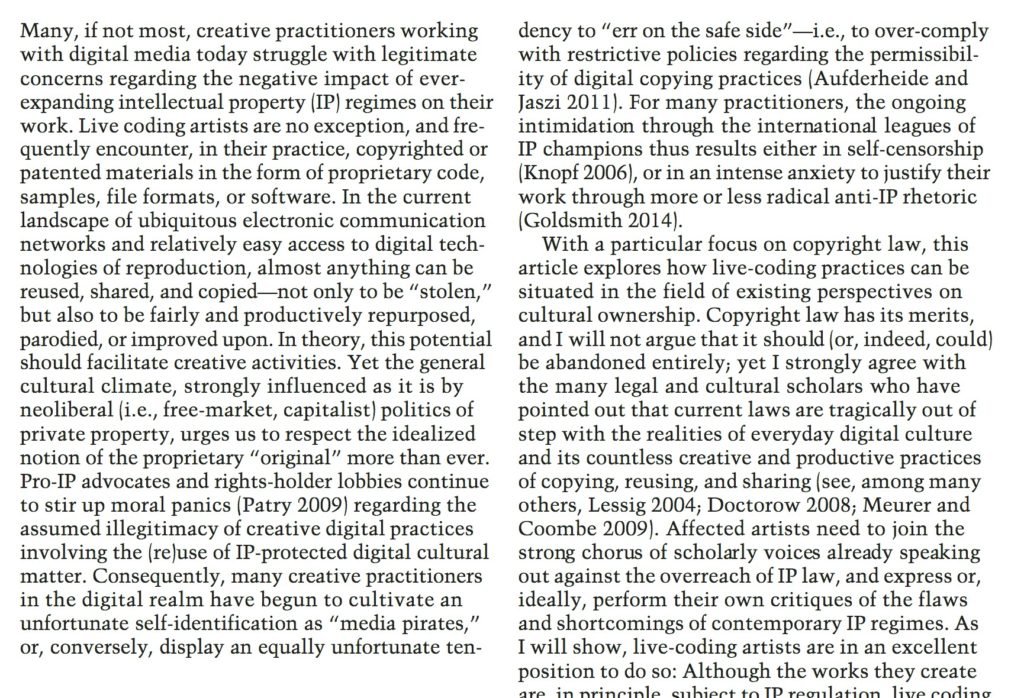 Many, if not most, creative practitioners working
with digital media today struggle with legitimate
concerns regarding the negative impact of ever-
expanding intellectual property (IP) regimes on their
work. Live coding artists are no exception, and fre-
quently encounter, in their practice, copyrighted or
patented materials in the form of proprietary code,
samples, file formats, or software. In the current
landscape of ubiquitous electronic communication
networks and relatively easy access to digital tech-
nologies of reproduction, almost anything can be
reused, shared, and copied—not only to be “stolen,”
but also to be fairly and productively repurposed,
parodied, or improved upon. In theory, this potential
should facilitate creative activities. Yet the general
cultural climate, strongly influenced as it is by
neoliberal (i.e., free-market, capitalist) politics of
private property, urges us to respect the idealized
notion of the proprietary “original” more than ever.
Pro-IP advocates and rights-holder lobbies continue
to stir up moral panics (Patry 2009) regarding the
assumed illegitimacy of creative digital practices
involving the (re)use of IP-protected digital cultural
matter. Consequently, many creative practitioners
in the digital realm have begun to cultivate an
unfortunate self-identification as “media pirates,”
or, conversely, display an equally unfortunate ten-
dency to “err on the safe side”—i.e., to over-comply
with restrictive policies regarding the permissibil-
ity of digital copying practices (Aufderheide and
Jaszi 2011). For many practitioners, the ongoing
intimidation through the international leagues of
IP champions thus results either in self-censorship
(Knopf 2006), or in an intense anxiety to justify their
work through more or less radical anti-IP rhetoric
(Goldsmith 2014).
With a particular focus on copyright law, this
article explores how live-coding practices can be
situated in the field of existing perspectives on
cultural ownership. Copyright law has its merits,
and I will not argue that it should (or, indeed, could)
be abandoned entirely; yet I strongly agree with
the many legal and cultural scholars who have
pointed out that current laws are tragically out of
step with the realities of everyday digital culture
and its countless creative and productive practices
of copying, reusing, and sharing (see, among many
others, Lessig 2004; Doctorow 2008; Meurer and
Coombe 2009). Affected artists need to join the
strong chorus of scholarly voices already speaking
out against the overreach of IP law, and express or,
ideally, perform their own critiques of the flaws
and shortcomings of contemporary IP regimes. As
I will show, live-coding artists are in an excellent
position to do so: Although the works they create
are, in principle, subject to IP regulation, live coding